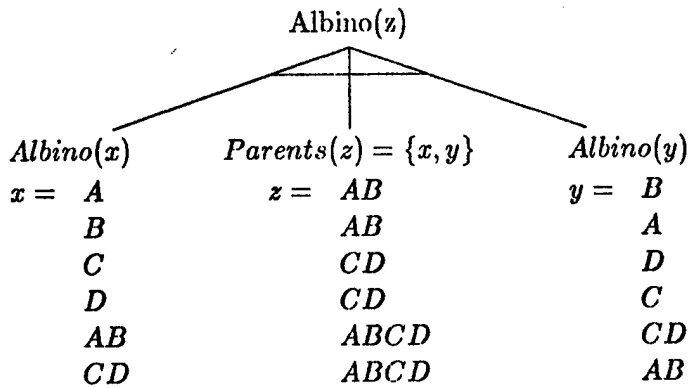 Albino(z)
Albino(x) Parents(z) = {x, y} Albino(y)
x = A z = AB y = B
B AB A
C CD D
D CD C
AB ABCD CD
CD ABCD AB